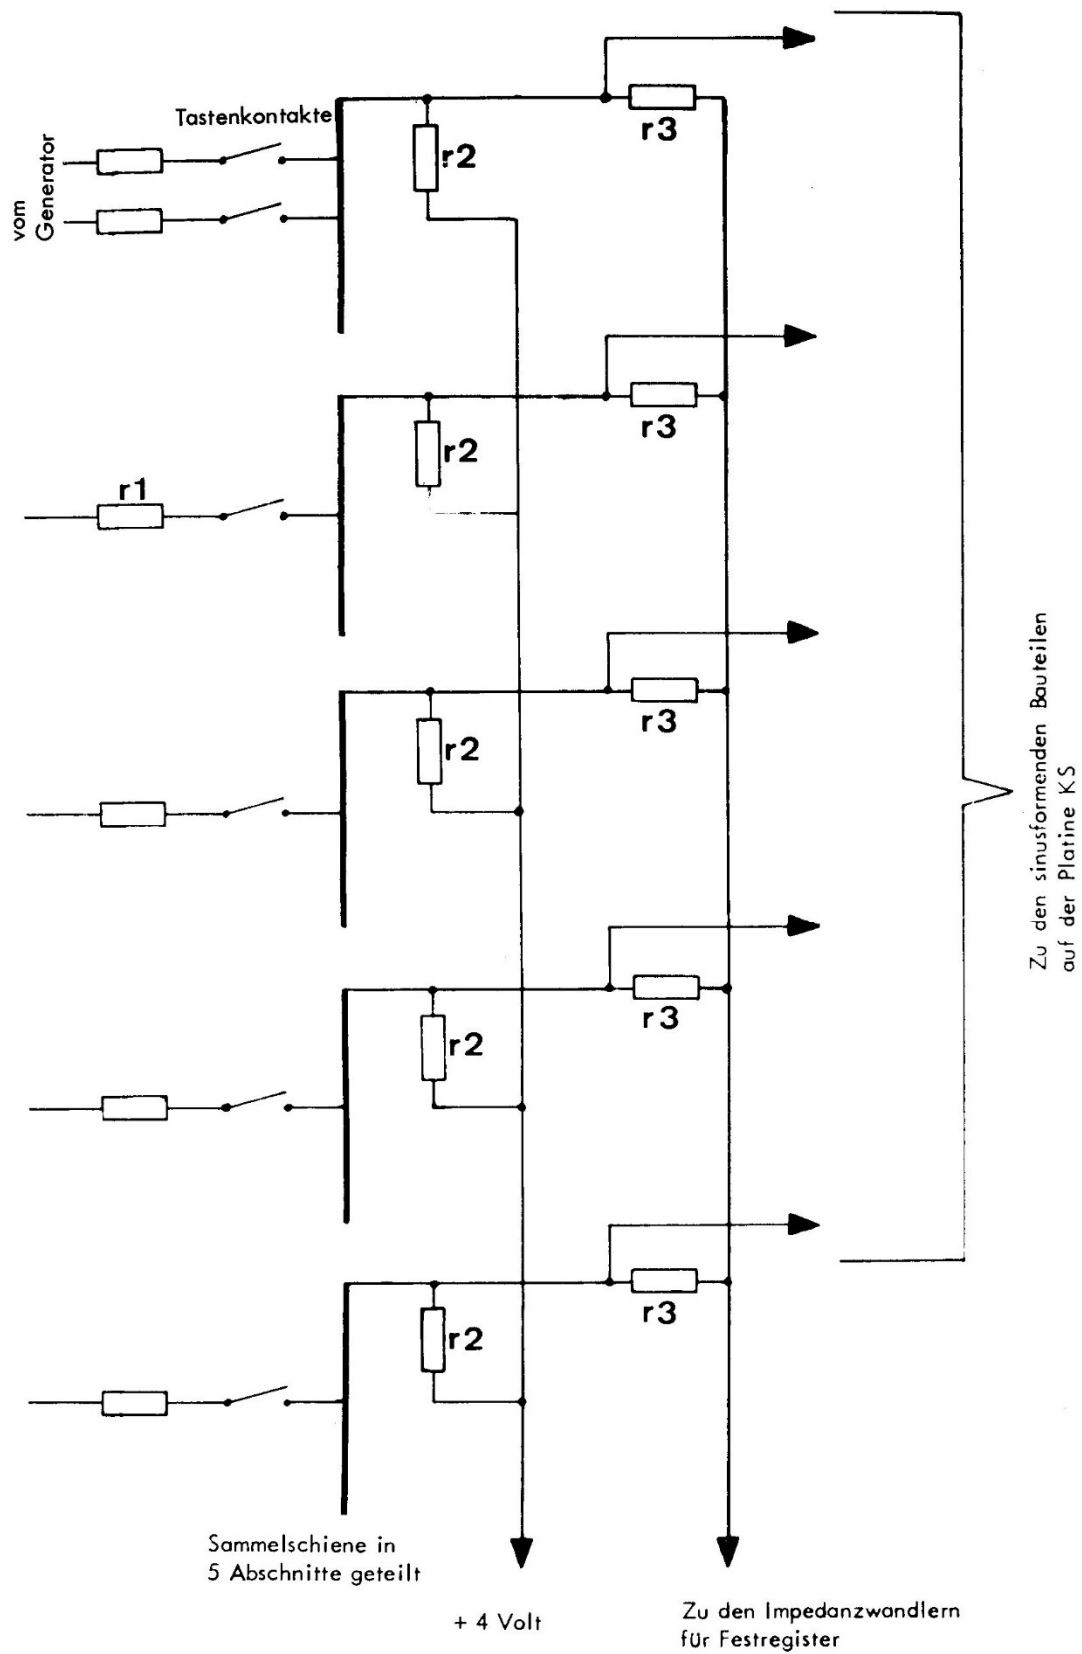 Tastenkontakte
vom
Generator
r2
r3
r2
r3
r1
r2
r3
r2
r3
r2
r3
Zu den sinusformenden Bauteilen
auf der Platine KS
Sammelschiene in
5 Abschnitte geteilt
+ 4 Volt
Zu den Impedanzwandlern
für Festregister